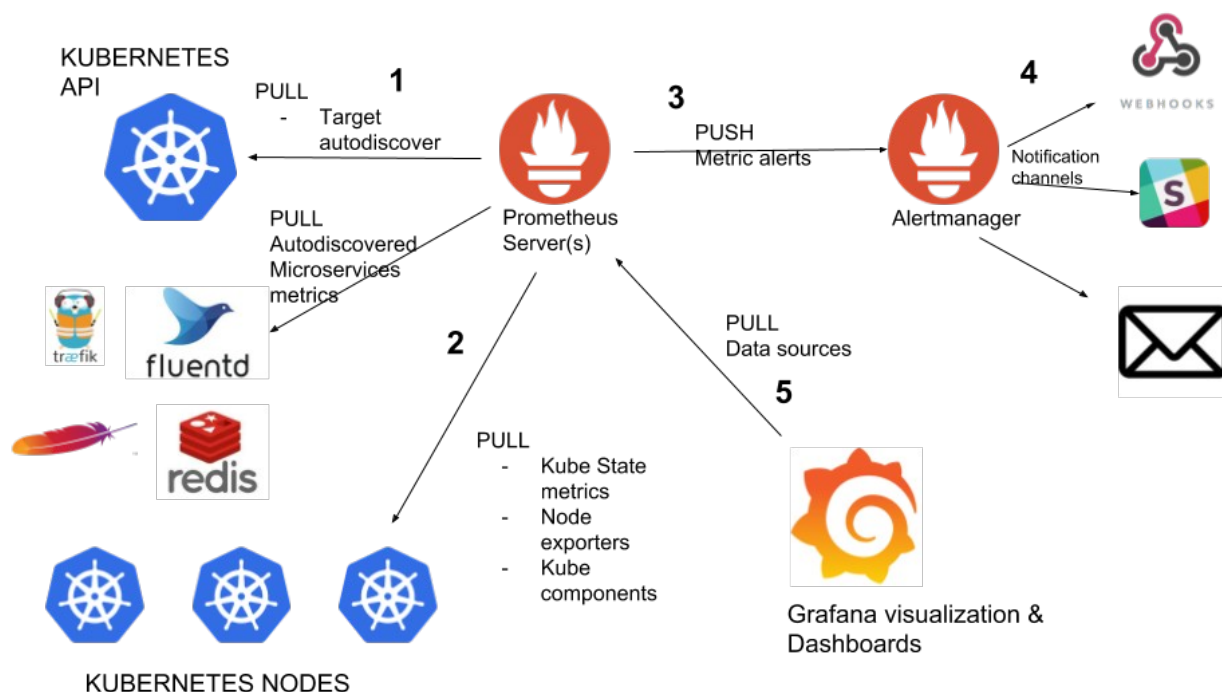 KUBERNETES
API
1
PULL
- Target
autodiscover
Prometheus
Server(s)
3
PUSH
Metric alerts
Alertmanager
4
Notification
channels
WEBHOOKS
S
PULL
Autodiscovered
Microservices
metrics
træfik
fluentd
redis
2
PULL
- Kube State
metrics
- Node
exporters
- Kube
components
PULL
Data sources
5
Grafana visualization &
Dashboards
KUBERNETES NODES